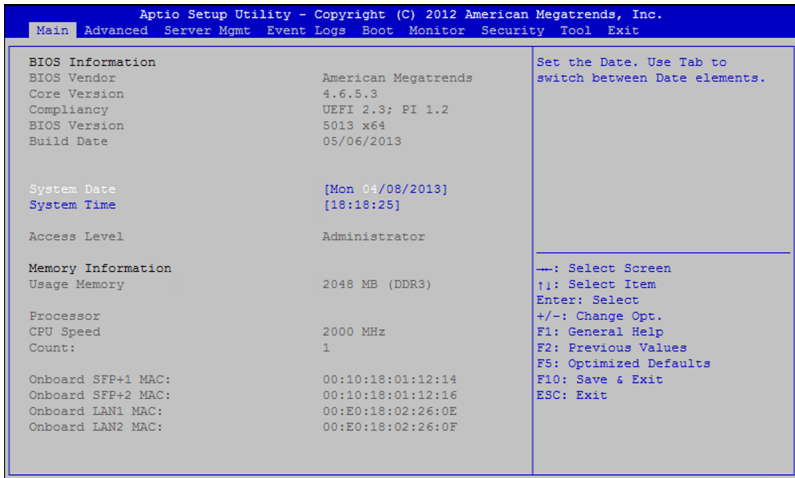 Aptio Setup Utility - Copyright (C) 2012 American Megatrends, Inc.
Main Advanced Server Mgmt Event Logs Boot Monitor Security Tool Exit
BIOS Information
BIOS Vendor American Megatrends
Core Version 4.6.5.3
Compliancy UEFI 2.3; PI 1.2
BIOS Version 5013 x64
Build Date 05/06/2013
System Date [Mon 04/08/2013]
System Time [18:18:25]
Access Level Administrator
Memory Information
Usage Memory 2048 MB (DDR3)
Processor
CPU Speed 2000 MHz
Count: 1
Onboard SFP+1 MAC: 00:10:18:01:12:14
Onboard SFP+2 MAC: 00:10:18:01:12:16
Onboard LAN1 MAC: 00:E0:18:02:26:0E
Onboard LAN2 MAC: 00:E0:18:02:26:0F
Set the Date. Use Tab to
switch between Date elements.
→←: Select Screen
↑↓: Select Item
Enter: Select
+/-: Change Opt.
F1: General Help
F2: Previous Values
F5: Optimized Defaults
F10: Save & Exit
ESC: Exit